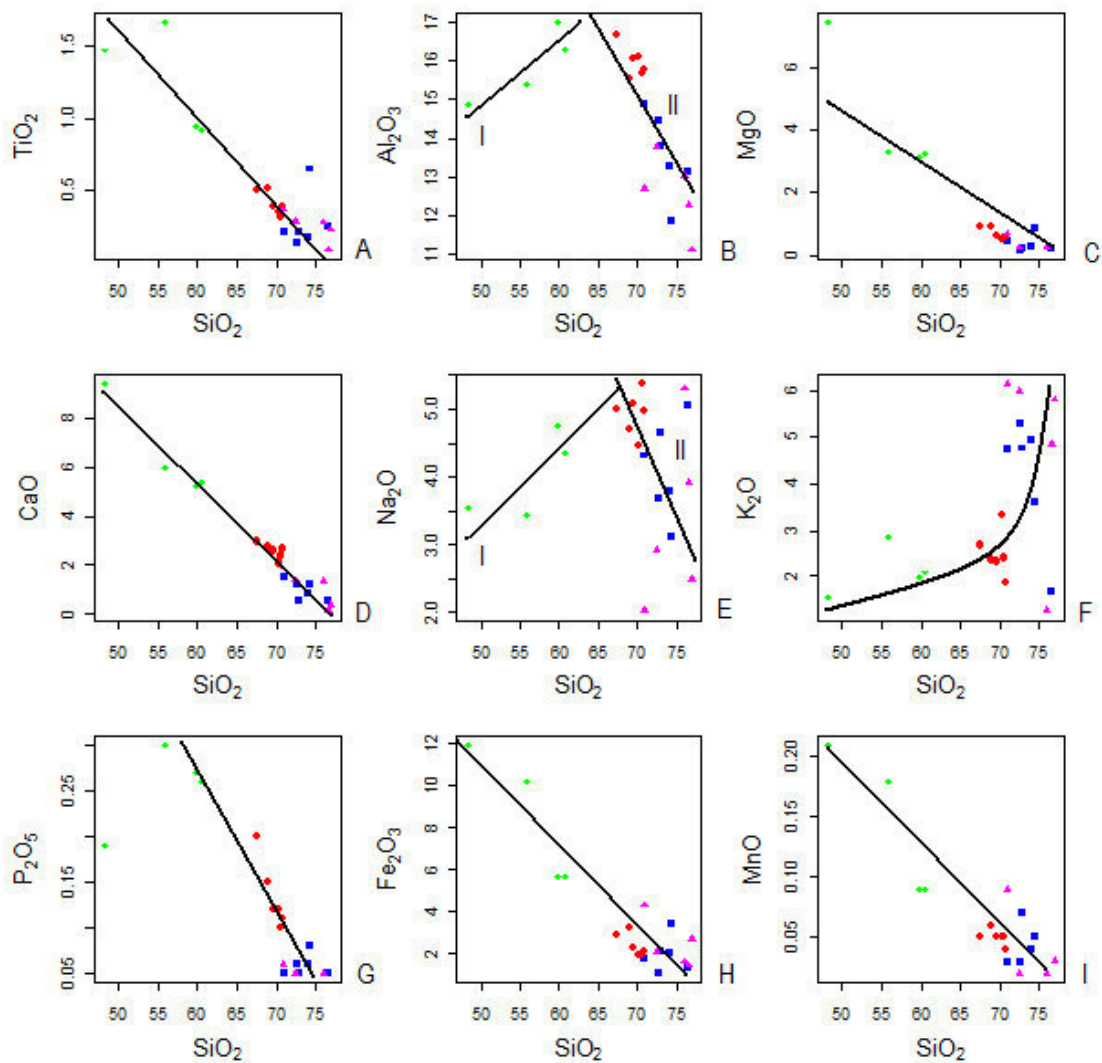 TiO₂
0.5 1.0 1.5
50 55 60 65 70 75
SiO₂
A
Al₂O₃
11 12 13 14 15 16 17
I
II
50 55 60 65 70 75
SiO₂
B
MgO
0 2 4 6
50 55 60 65 70 75
SiO₂
C
CaO
0 2 4 6 8
50 55 60 65 70 75
SiO₂
D
Na₂O
2.0 3.0 4.0 5.0
I
II
50 55 60 65 70 75
SiO₂
E
K₂O
2 3 4 5 6
50 55 60 65 70 75
SiO₂
F
P₂O₅
0.05 0.15 0.25
50 55 60 65 70 75
SiO₂
G
Fe₂O₃
2 4 6 8 10 12
50 55 60 65 70 75
SiO₂
H
MnO
0.05 0.10 0.15 0.20
50 55 60 65 70 75
SiO₂
I